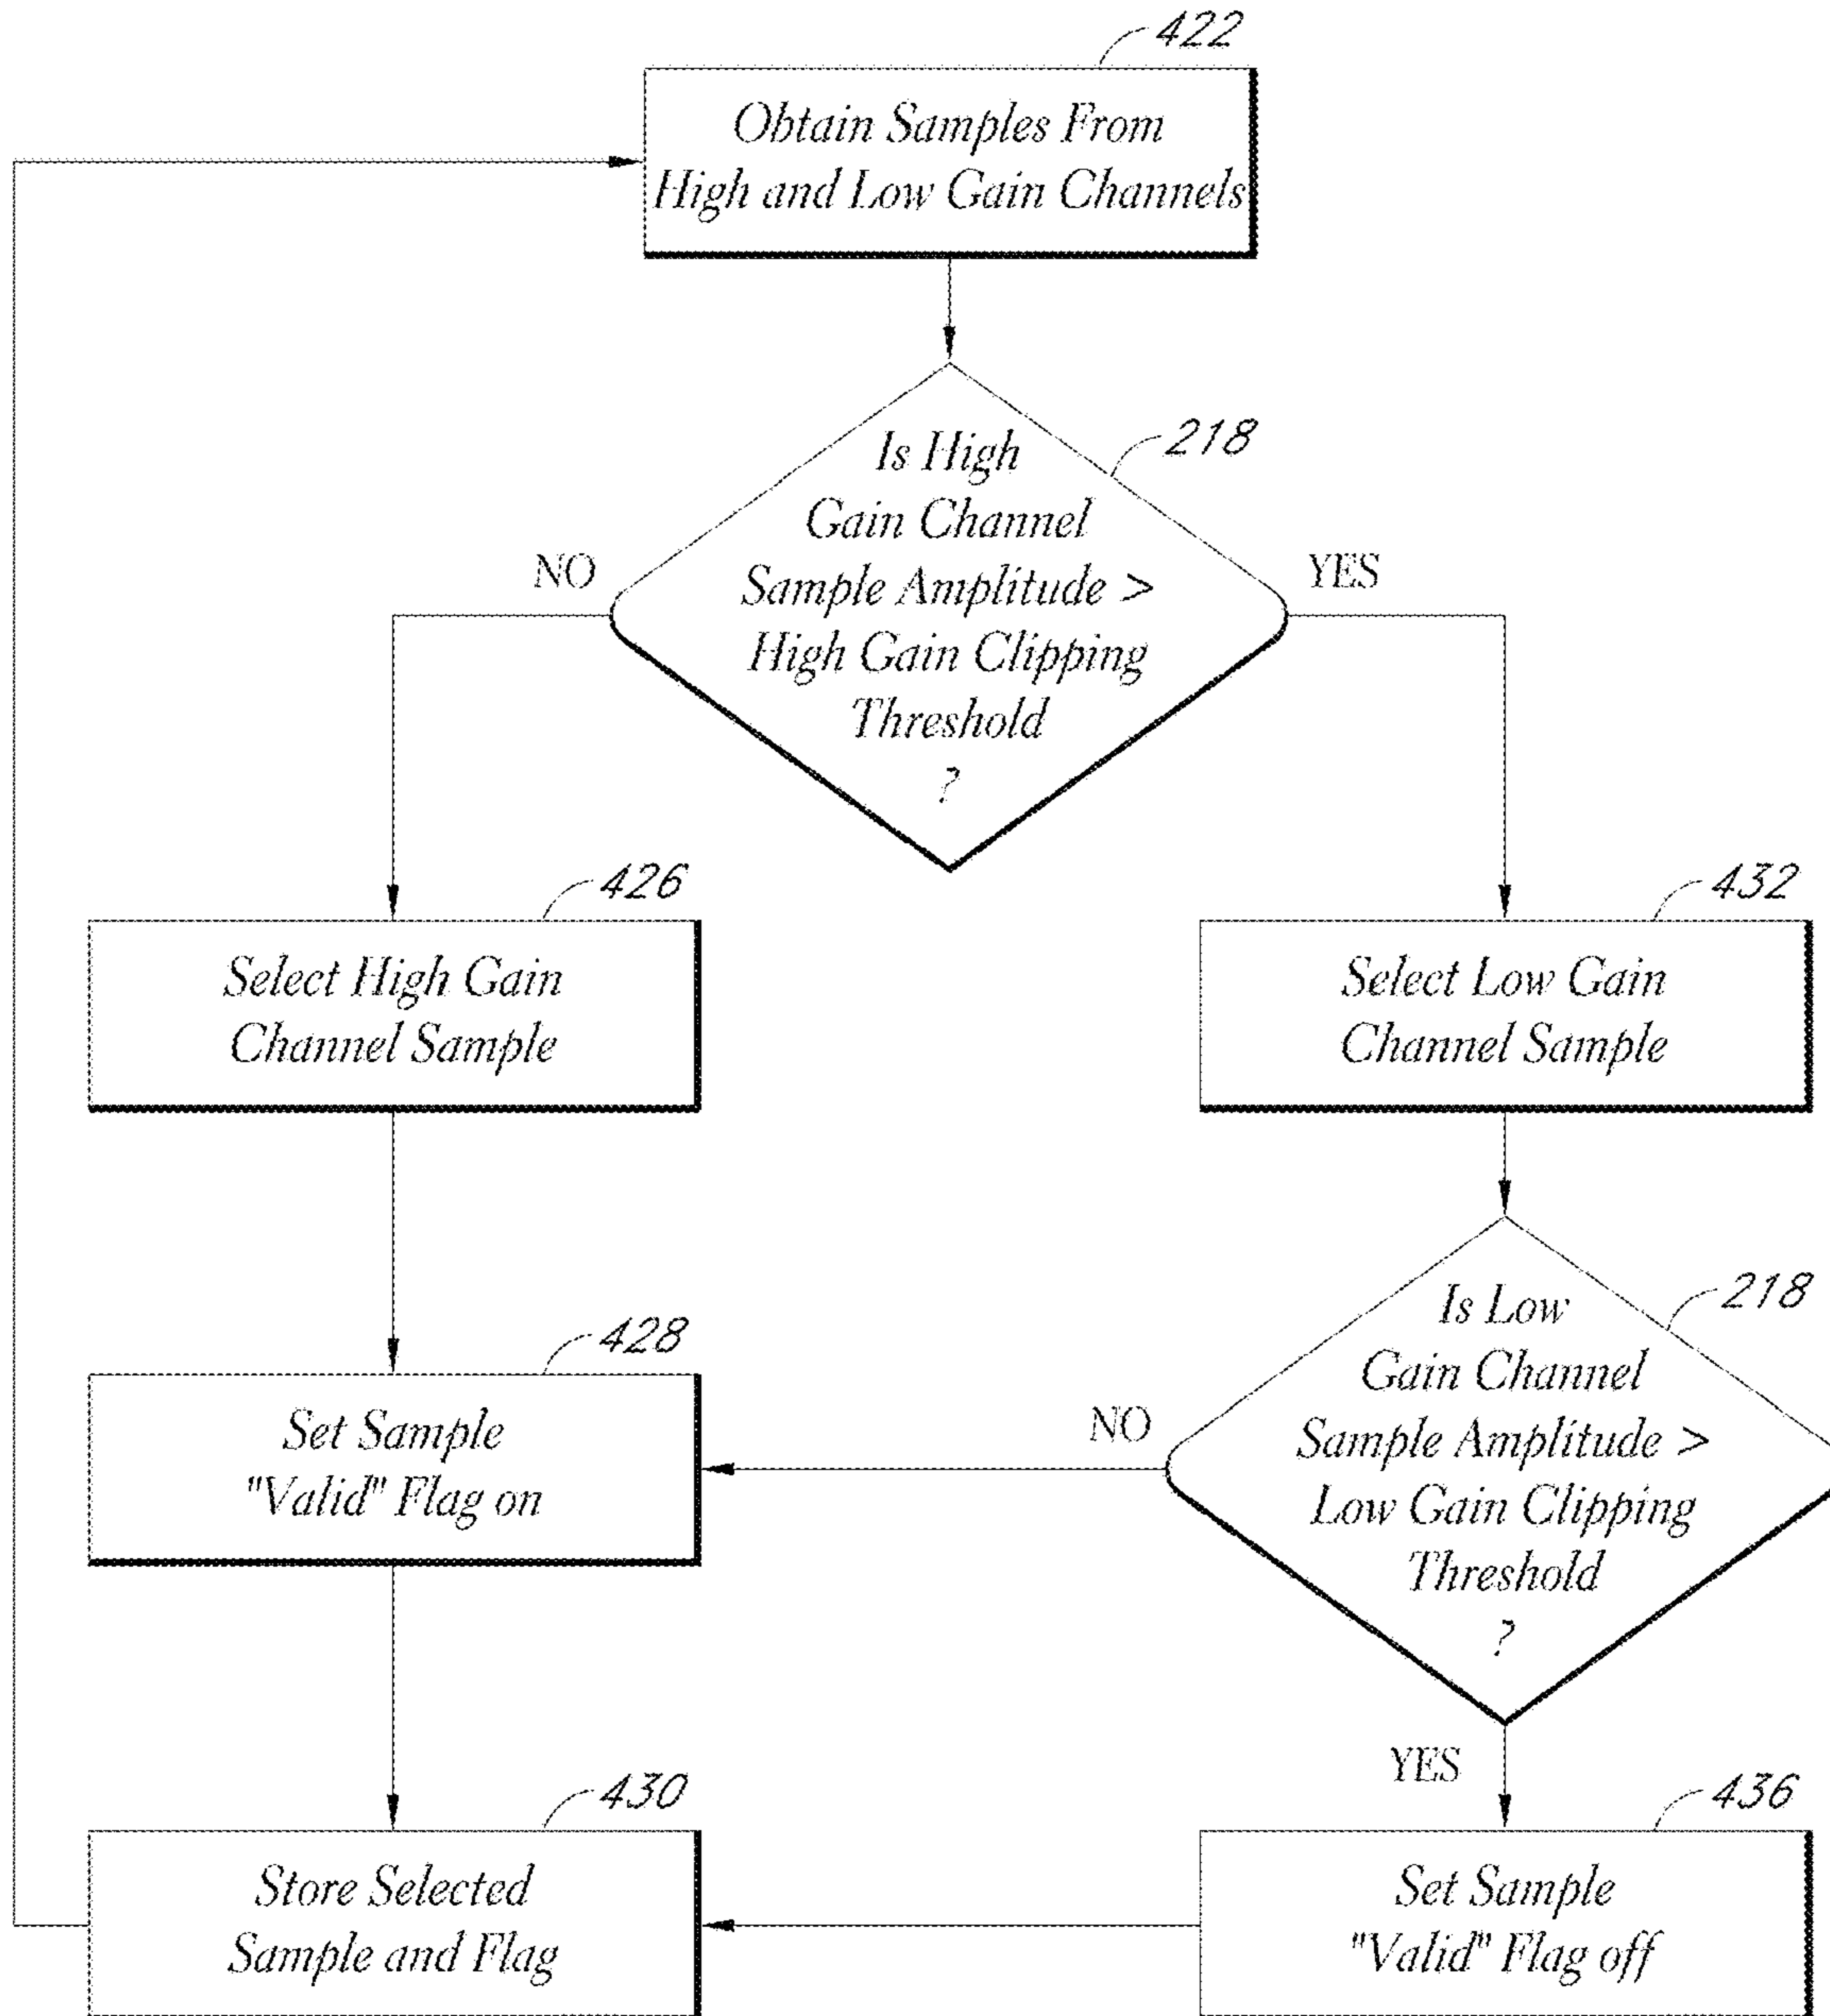 422
Obtain Samples From
High and Low Gain Channels
218
Is High
Gain Channel
Sample Amplitude >
High Gain Clipping
Threshold
?
NO
YES
426
Select High Gain
Channel Sample
432
Select Low Gain
Channel Sample
428
Set Sample
"Valid" Flag on
218
Is Low
Gain Channel
Sample Amplitude >
Low Gain Clipping
Threshold
?
NO
YES
430
Store Selected
Sample and Flag
436
Set Sample
"Valid" Flag off